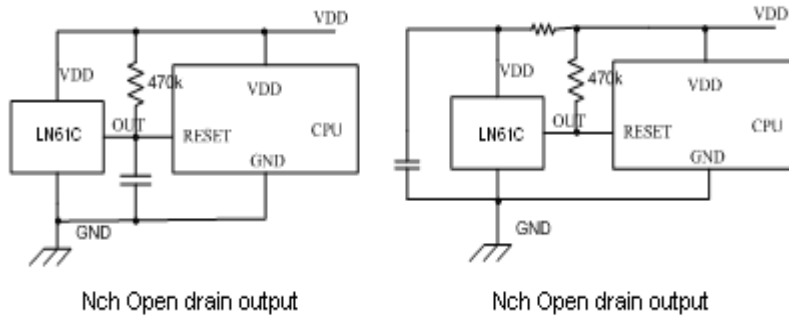 VDD
VDD
470k
VDD
LN61C
OUT
RESET
CPU
GND
GND
Nch Open drain output
VDD
VDD
470k
VDD
LN61C
OUT
RESET
CPU
GND
GND
Nch Open drain output